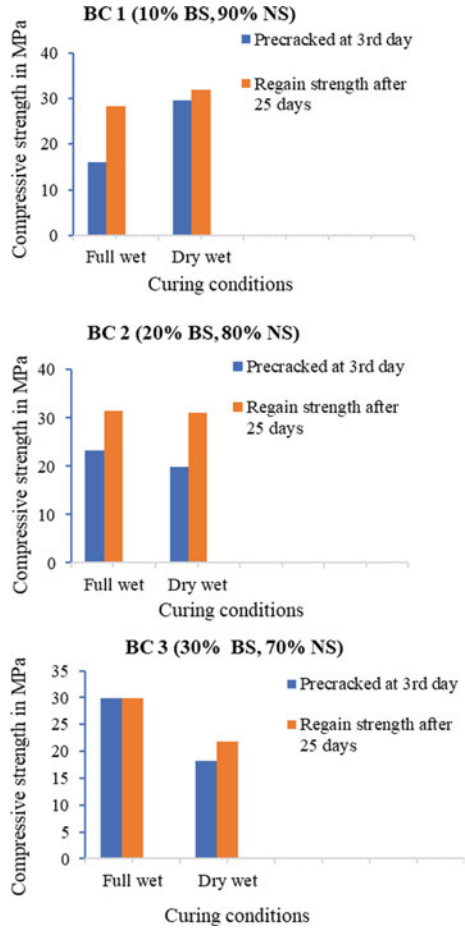 BC 1 (10% BS, 90% NS)
Compressive strength in MPa
40
30
20
10
0
Precracked at 3rd day
Regain strength after
25 days
Full wet
Dry wet
Curing conditions
BC 2 (20% BS, 80% NS)
Compressive strength in MPa
40
30
20
10
0
Precracked at 3rd day
Regain strength after
25 days
Full wet
Dry wet
Curing conditions
BC 3 (30% BS, 70% NS)
Compressive strength in MPa
35
30
25
20
15
10
5
0
Precracked at 3rd day
Regain strength after
25 days
Full wet
Dry wet
Curing conditions